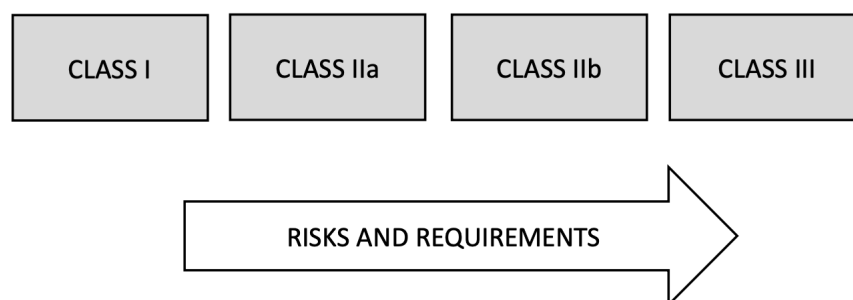 CLASS I
CLASS IIa
CLASS IIb
CLASS III
RISKS AND REQUIREMENTS